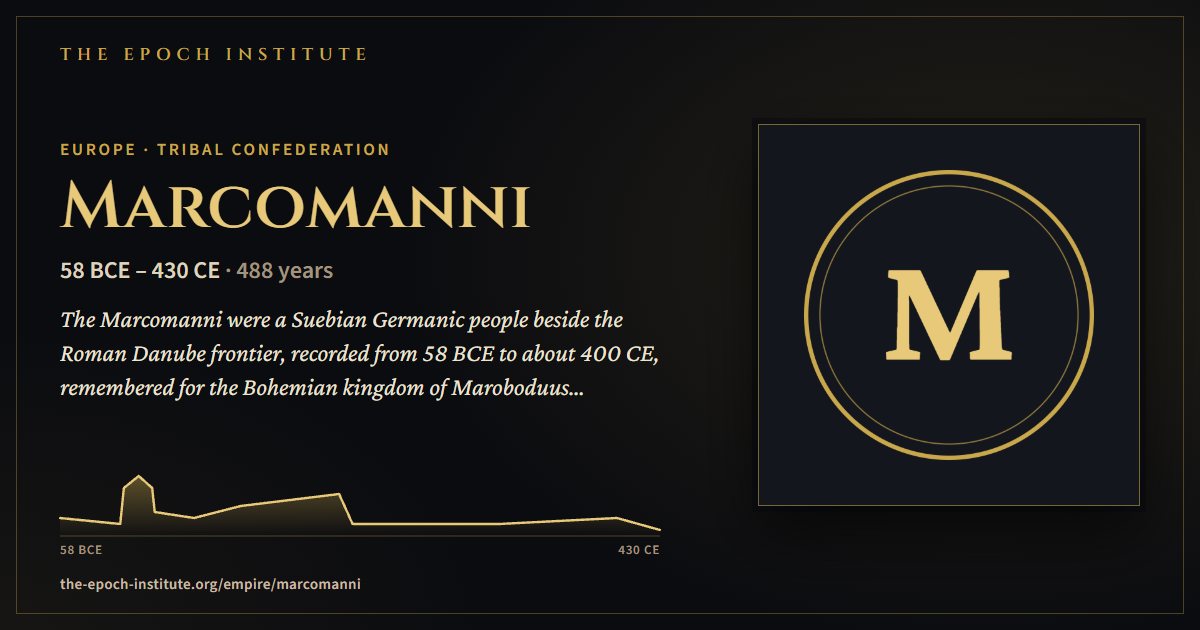 THE EPOCH INSTITUTE
EUROPE · TRIBAL CONFEDERATION
MARCOMANNI
58 BCE – 430 CE · 488 years
The Marcomanni were a Suebian Germanic people beside the
Roman Danube frontier, recorded from 58 BCE to about 400 CE,
remembered for the Bohemian kingdom of Maroboduus...
M
58 BCE
430 CE
the-epoch-institute.org/empire/marcomanni